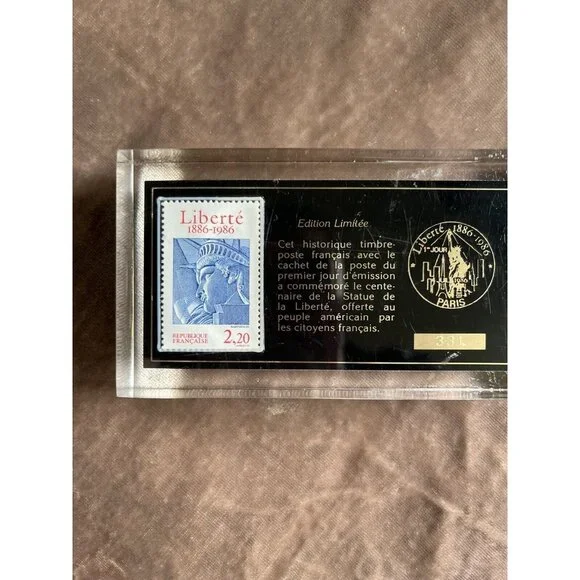 Liberté
1886-1986
REPUBLIQUE
FRANÇAISE
2,20
Edition Limitée
Cet historique timbre-
poste français avec le
cachet de la poste du
premier jour d'émission
a commémoré le cente-
naire de la Statue de
la Liberté, offerte au
peuple américain par
les citoyens français.
Liberté 1886-1986
1er JOUR
1986
PARIS
331